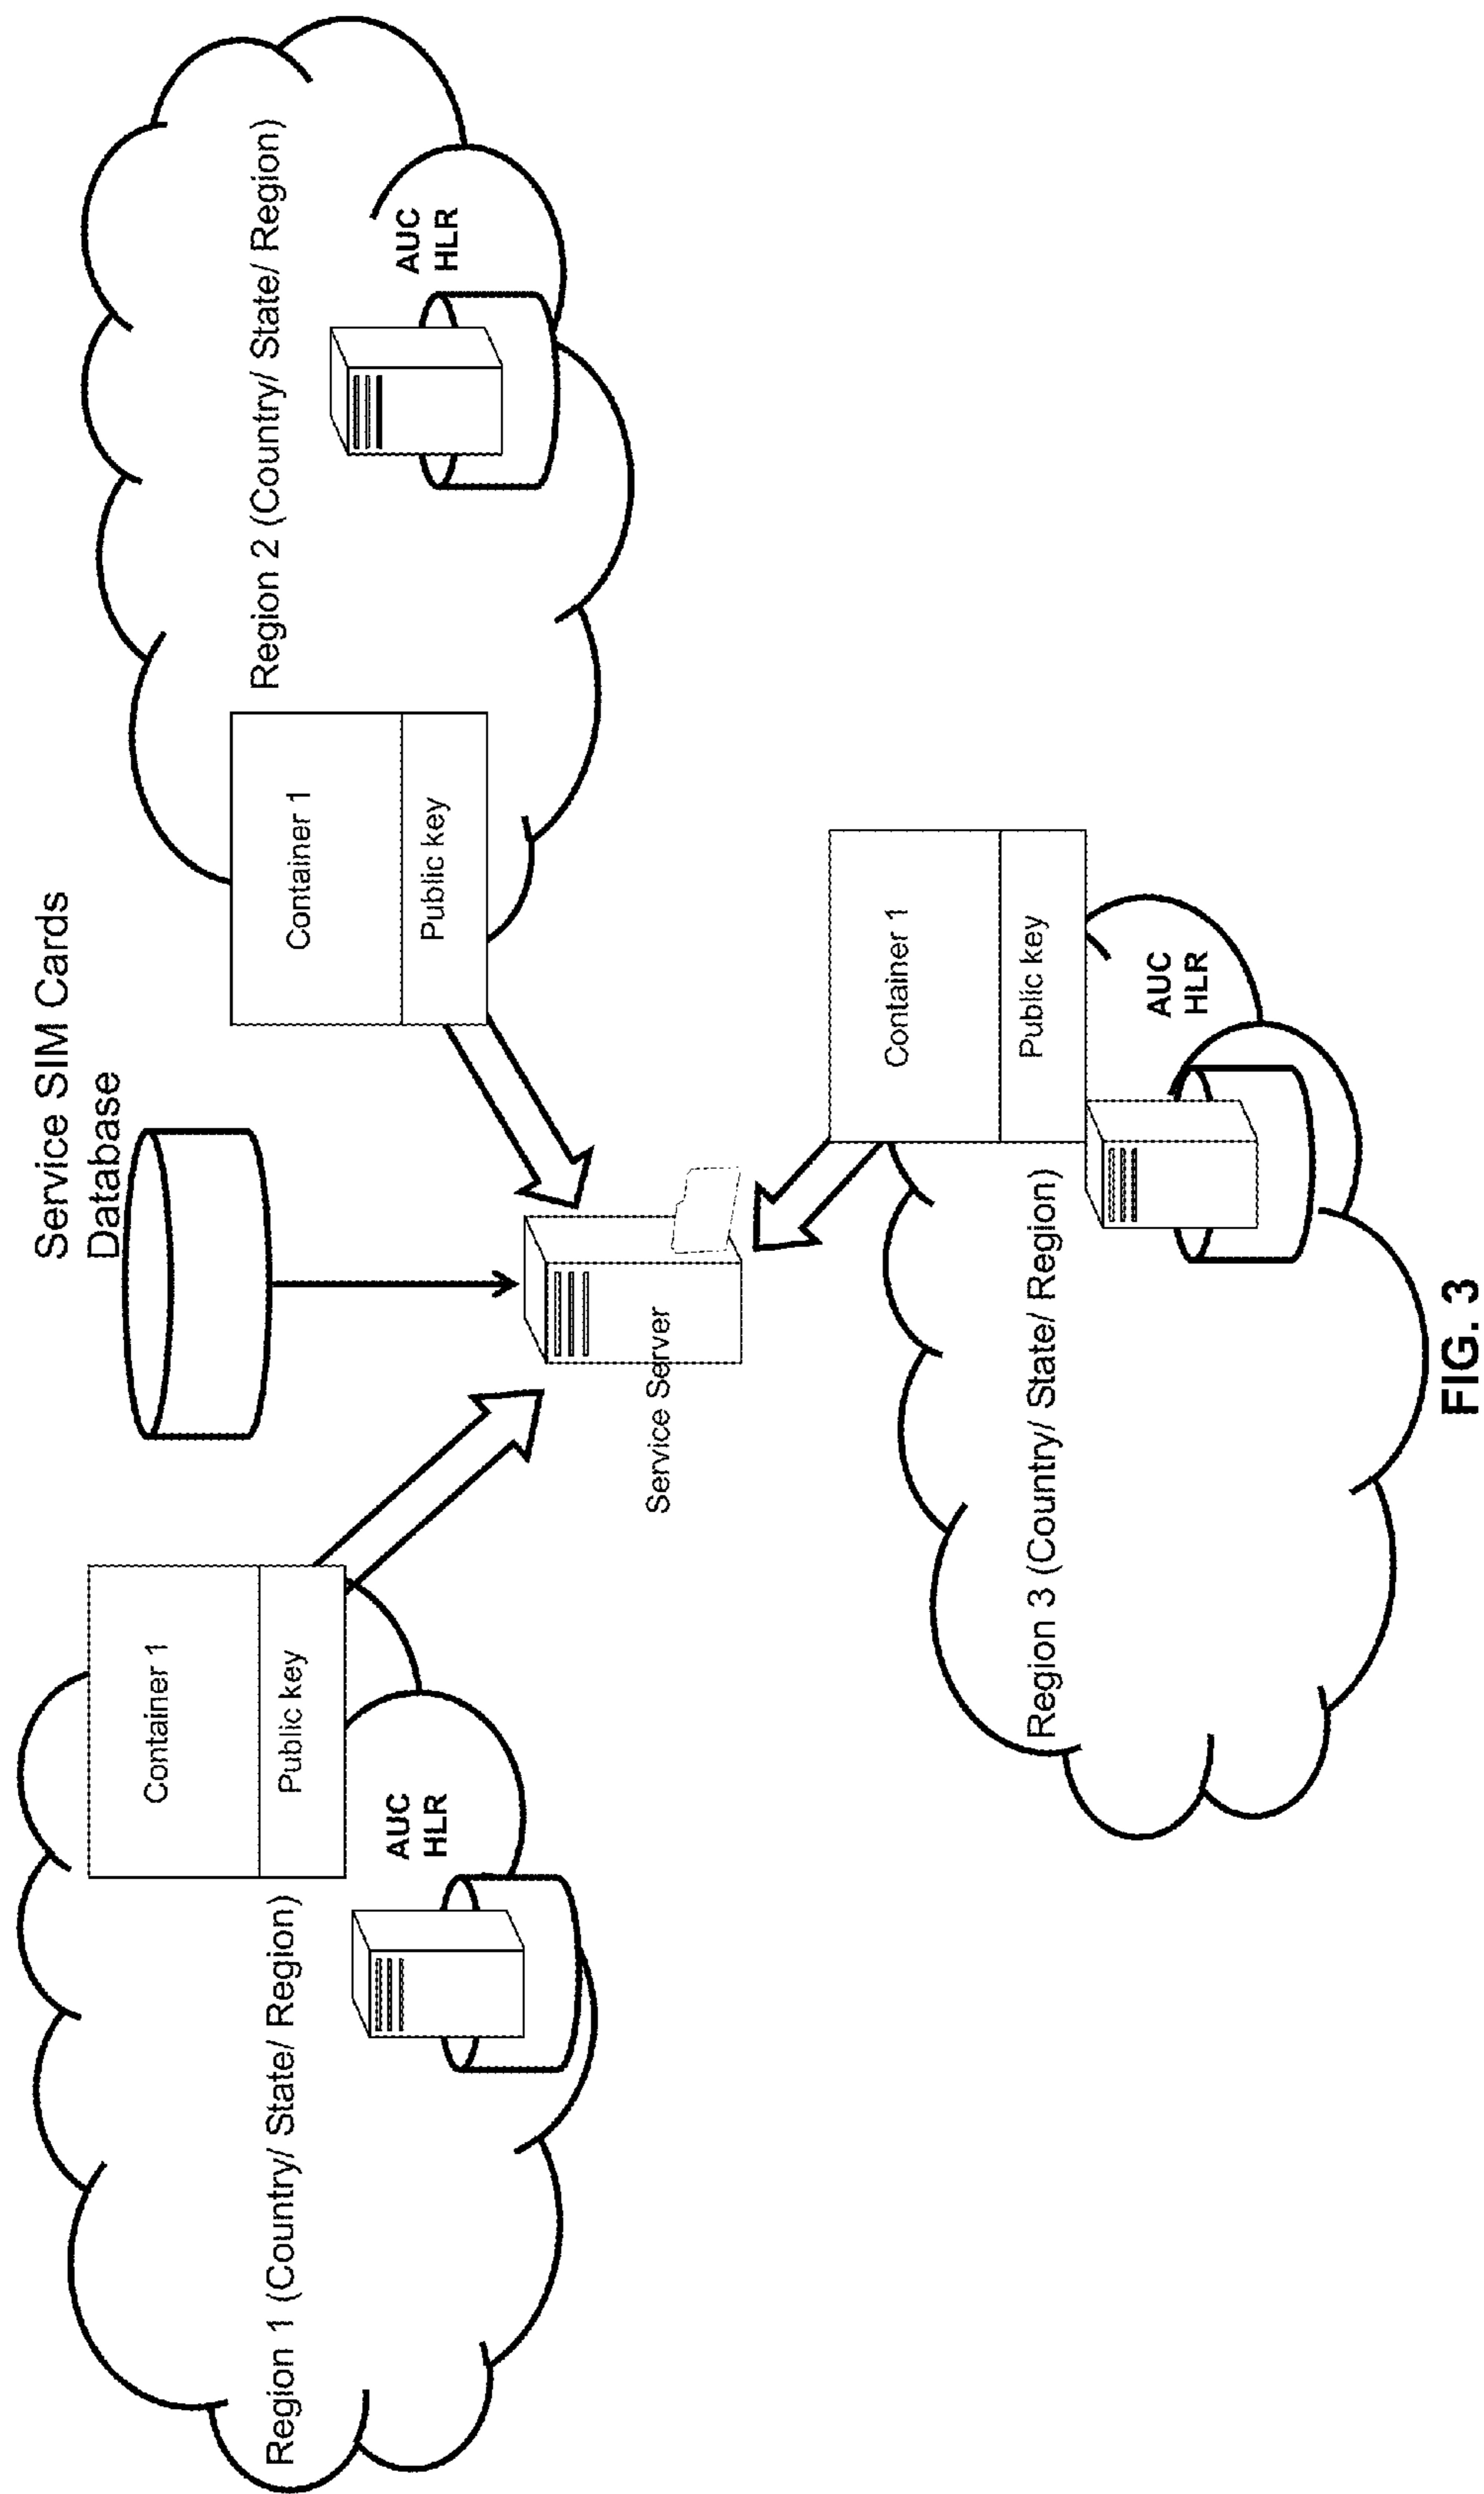 Service SIM Cards
Database
Container 1
Public key
Region 1 (Country/ State/ Region)
AUC
HLR
Container 1
Public key
Region 2 (Country/ State/ Region)
AUC
HLR
Service Server
Container 1
Public key
Region 3 (Country/ State/ Region)
AUC
HLR
FIG. 3